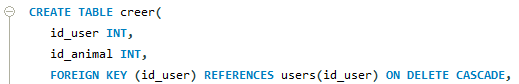 CREATE TABLE creer(
id_user INT,
id_animal INT,
FOREIGN KEY (id_user) REFERENCES users(id_user) ON DELETE CASCADE,